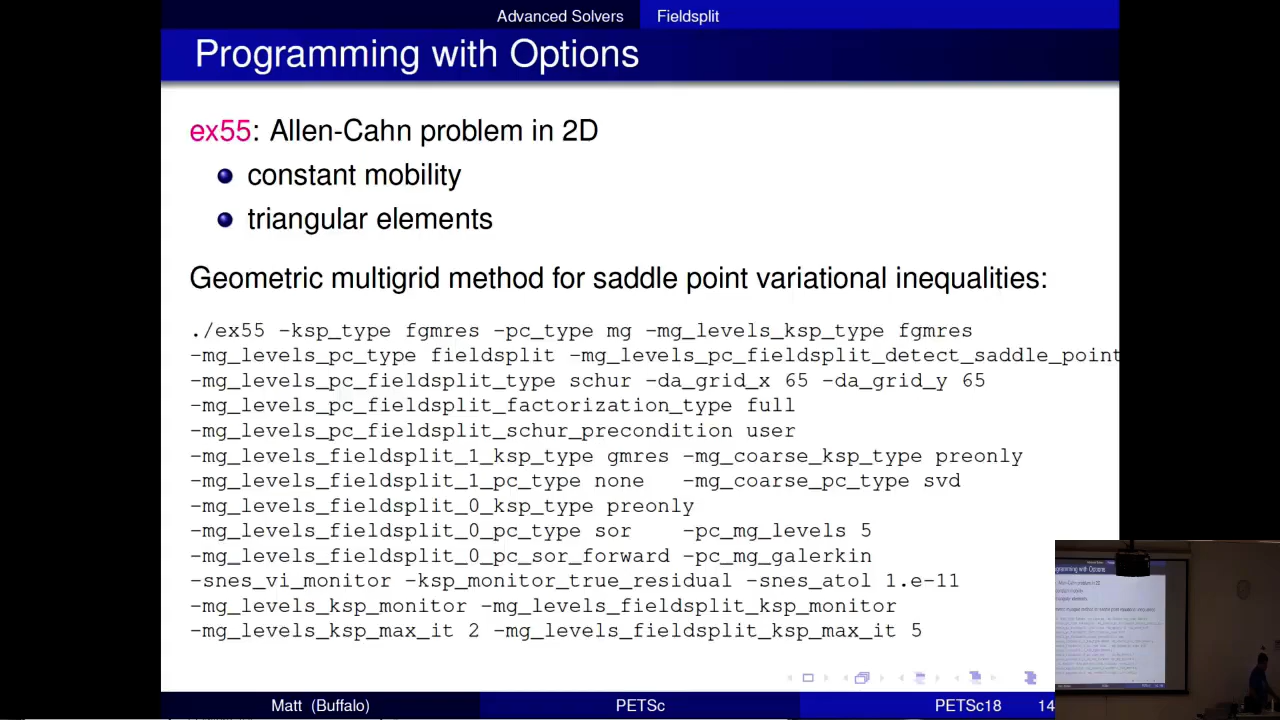 Advanced Solvers Fieldsplit
Programming with Options
ex55: Allen-Cahn problem in 2D
constant mobility
triangular elements
Geometric multigrid method for saddle point variational inequalities:
./ex55 -ksp_type fgmres -pc_type mg -mg_levels_ksp_type fgmres
-mg_levels_pc_type fieldsplit -mg_levels_pc_fieldsplit_detect_saddle_point
-mg_levels_pc_fieldsplit_type schur -da_grid_x 65 -da_grid_y 65
-mg_levels_pc_fieldsplit_factorization_type full
-mg_levels_pc_fieldsplit_schur_precondition user
-mg_levels_fieldsplit_1_ksp_type gmres -mg_coarse_ksp_type preonly
-mg_levels_fieldsplit_1_pc_type none -mg_coarse_pc_type svd
-mg_levels_fieldsplit_0_ksp_type preonly
-mg_levels_fieldsplit_0_pc_type sor -pc_mg_levels 5
-mg_levels_fieldsplit_0_pc_sor_forward -pc_mg_galerkin
-snes_vi_monitor -ksp_monitor_true_residual -snes_atol 1.e-11
-mg_levels_ksp_monitor -mg_levels_fieldsplit_ksp_monitor
-mg_levels_ksp_max_it 2 -mg_levels_fieldsplit_ksp_max_it 5
Matt (Buffalo) PETSc PETSc18 14
Programming with Options